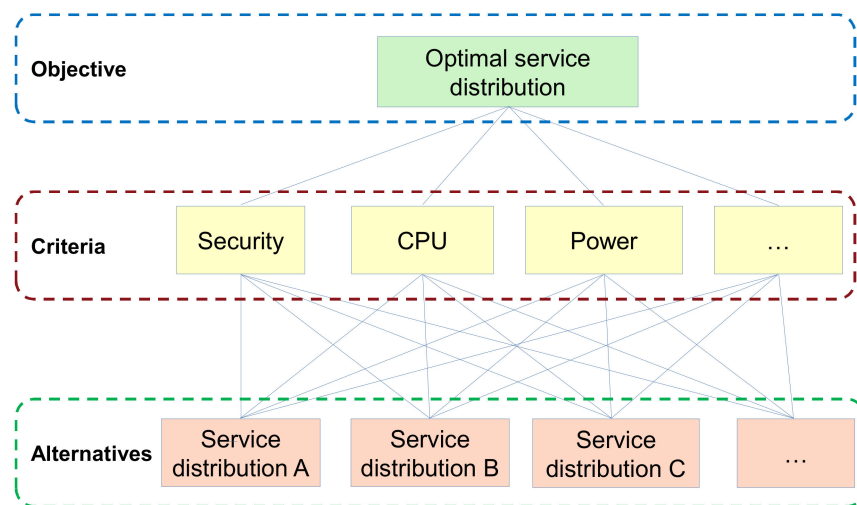 Objective
Optimal service
distribution
Criteria
Security
CPU
Power
…
Alternatives
Service
distribution A
Service
distribution B
Service
distribution C
…